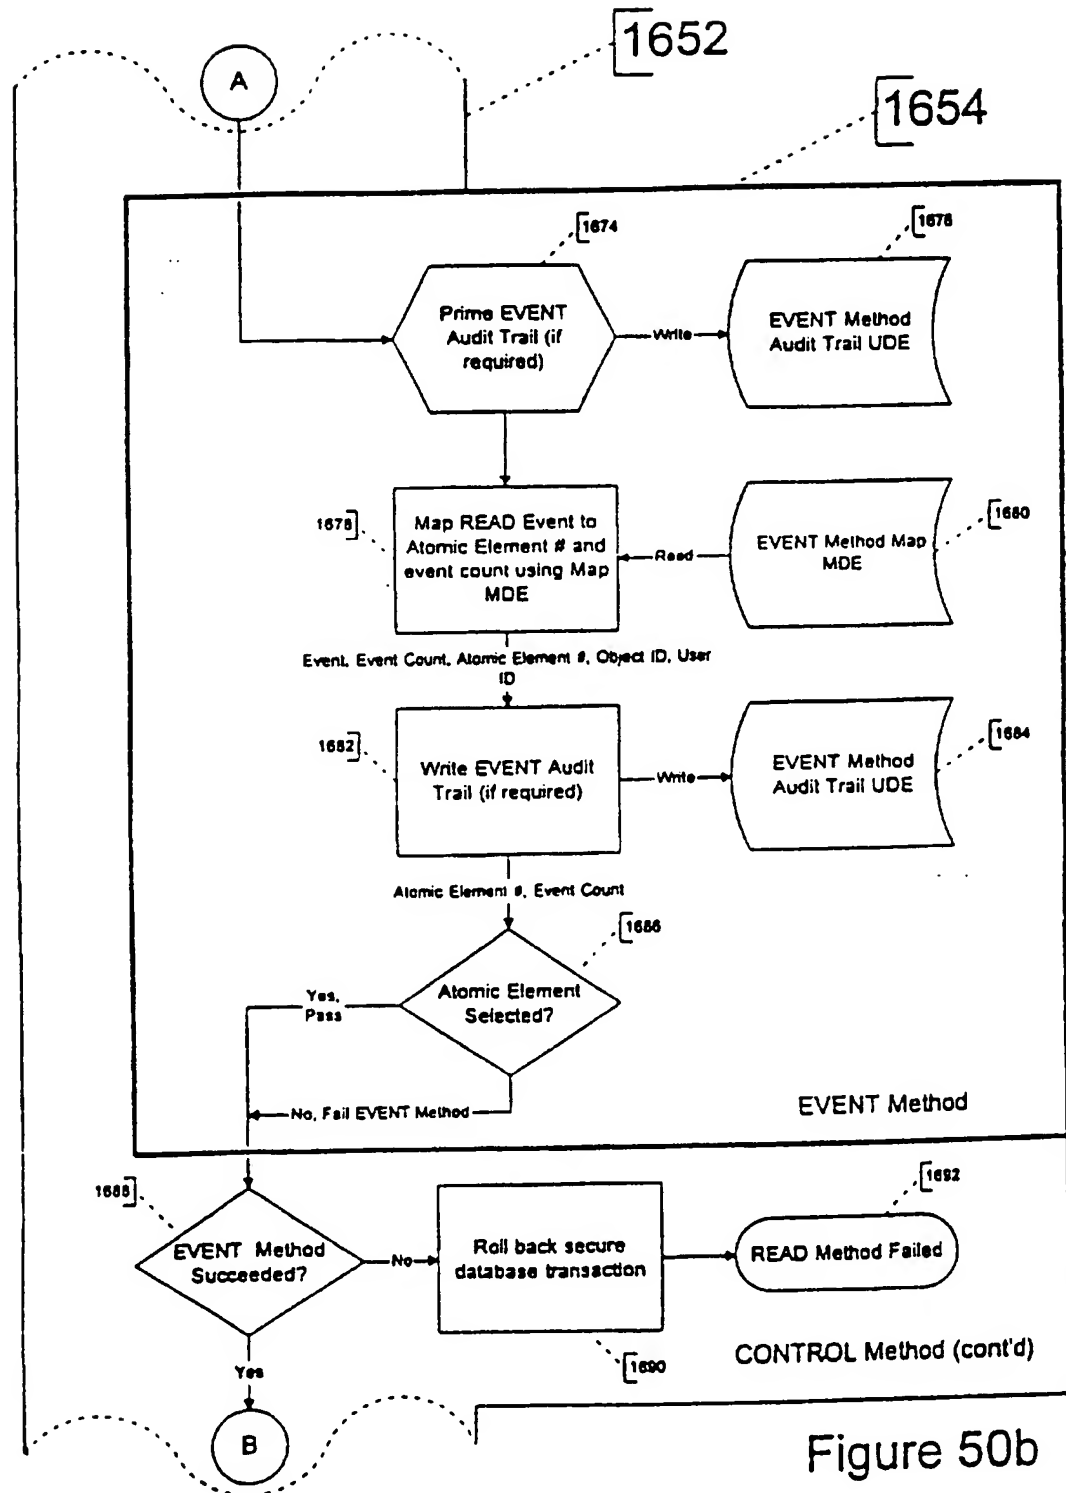 1652
A
1654
1674
1676
Prime EVENT
Audit Trail (if
required)
Write
EVENT Method
Audit Trail UDE
1678
Map READ Event to
Atomic Element # and
event count using Map
MDE
Read
EVENT Method Map
MDE
1680
Event, Event Count, Atomic Element #, Object ID, User
ID
1682
Write EVENT Audit
Trail (if required)
Write
EVENT Method
Audit Trail UDE
1684
Atomic Element #, Event Count
1686
Atomic Element
Selected?
Yes,
Pass
No, Fail EVENT Method
EVENT Method
1688
EVENT Method
Succeeded?
No
Roll back secure
database transaction
1692
READ Method Failed
1690
CONTROL Method (cont'd)
Yes
B
Figure 50b